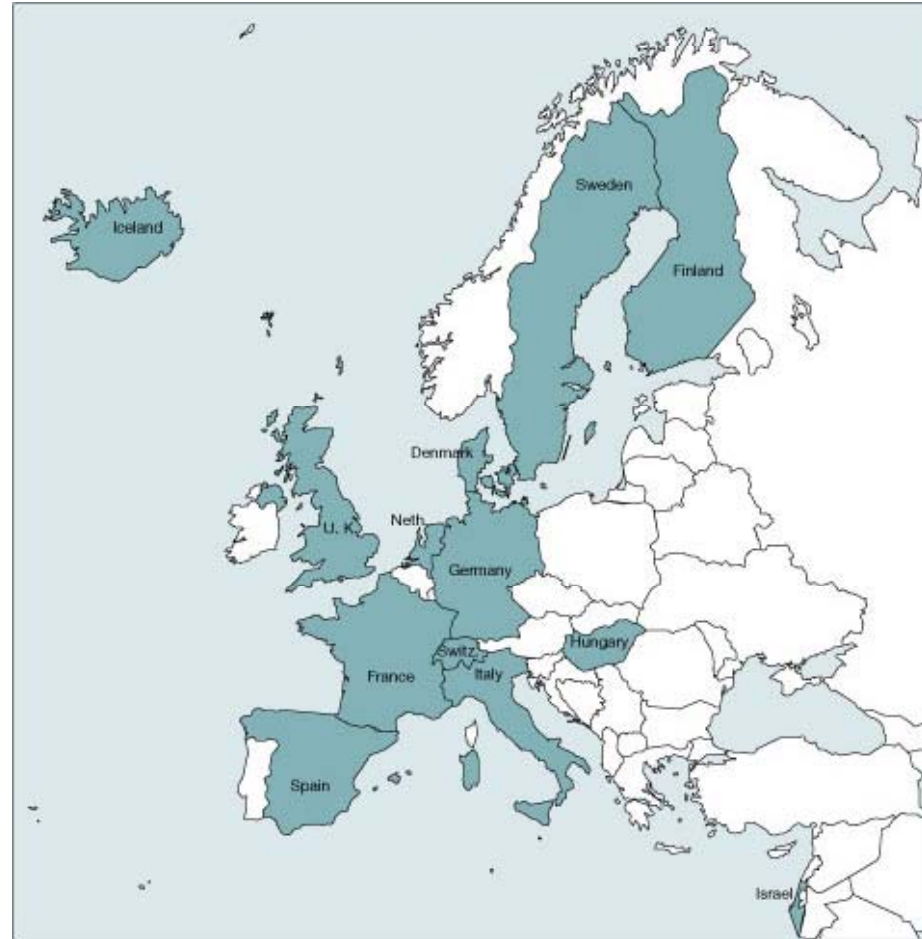 Sweden
Iceland
Finland
Denmark
Neth.
U. K.
Germany
Hungary
Switz.
Italy
France
Spain
Israel